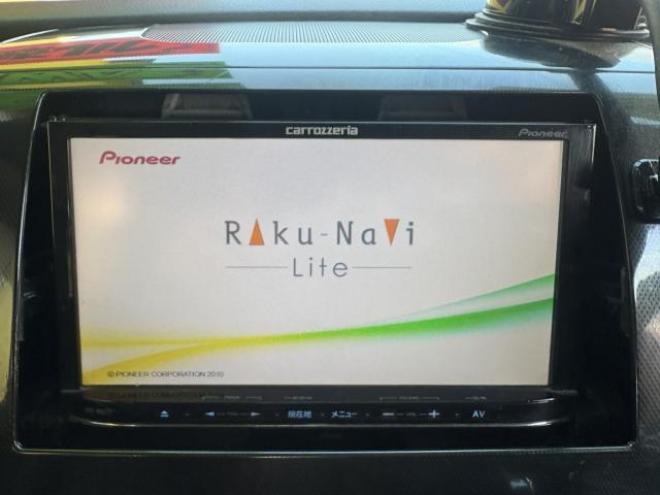 carrozzeria
Pioneer
Pioneer
Raku-Navi
Lite
© PIONEER CORPORATION 2010
現在地 メニュー − + AV